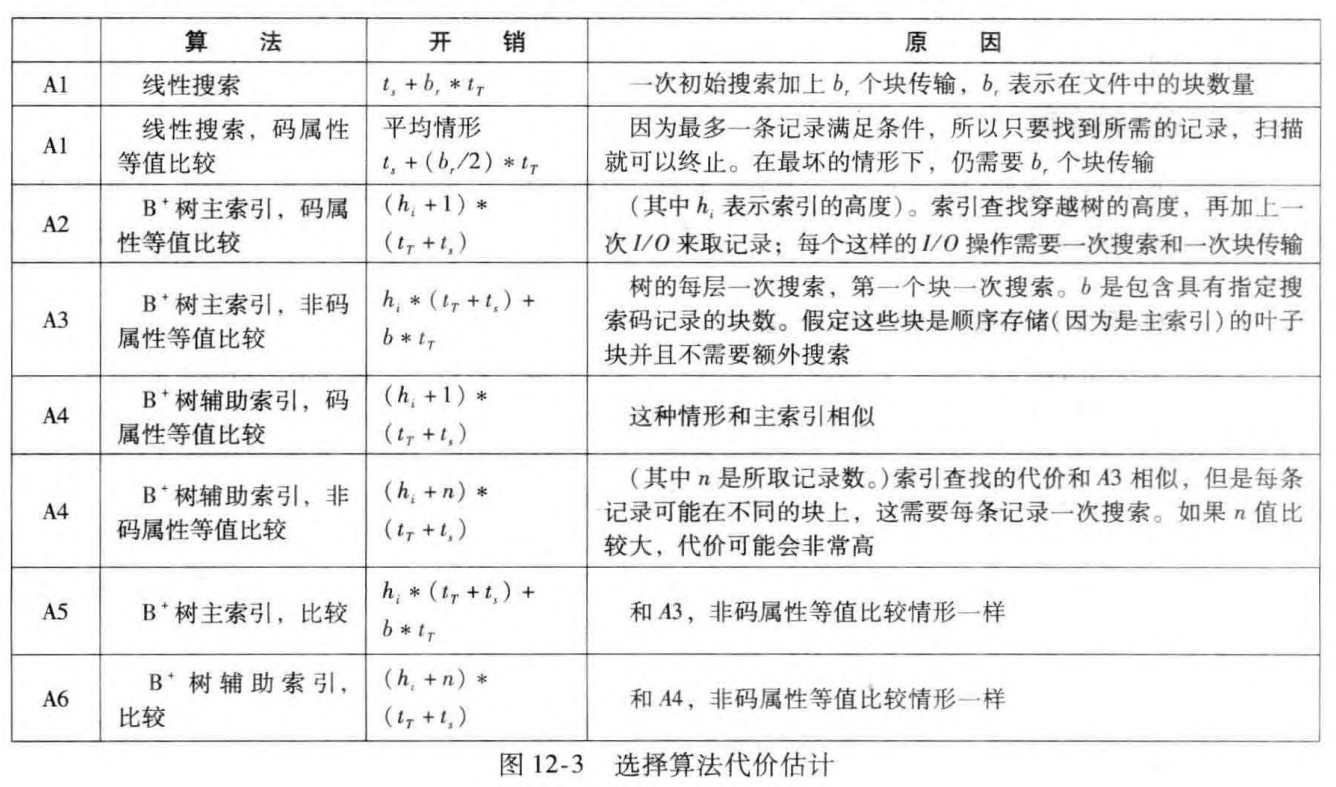 算 法 开 销 原 因
A1 线性搜索 t_s + b_r * t_T 一次初始搜索加上 b_r 个块传输，b_r 表示在文件中的块数量
A1 线性搜索，码属性
等值比较
平均情形
t_s + (b_r/2) * t_T
因为最多一条记录满足条件，所以只要找到所需的记录，扫描
就可以终止。在最坏的情形下，仍需要 b_r 个块传输
A2 B⁺树主索引，码属
性等值比较
(h_i + 1) *
(t_T + t_s)
(其中 h_i 表示索引的高度)。索引查找穿越树的高度，再加上一
次 I/O 来取记录；每个这样的 I/O 操作需要一次搜索和一次块传输
A3 B⁺树主索引，非码
属性等值比较
h_i * (t_T + t_s) +
b * t_T
树的每层一次搜索，第一个块一次搜索。b 是包含具有指定搜
索码记录的块数。假定这些块是顺序存储(因为是主索引)的叶子
块并且不需要额外搜索
A4 B⁺树辅助索引，码
属性等值比较
(h_i + 1) *
(t_T + t_s)
这种情形和主索引相似
A4 B⁺树辅助索引，非
码属性等值比较
(h_i + n) *
(t_T + t_s)
(其中 n 是所取记录数。)索引查找的代价和 A3 相似，但是每条
记录可能在不同的块上，这需要每条记录一次搜索。如果 n 值比
较大，代价可能会非常高
A5 B⁺树主索引，比较
h_i * (t_T + t_s) +
b * t_T
和 A3，非码属性等值比较情形一样
A6 B⁺ 树辅助索引，
比较
(h_i + n) *
(t_T + t_s)
和 A4，非码属性等值比较情形一样
图 12-3 选择算法代价估计